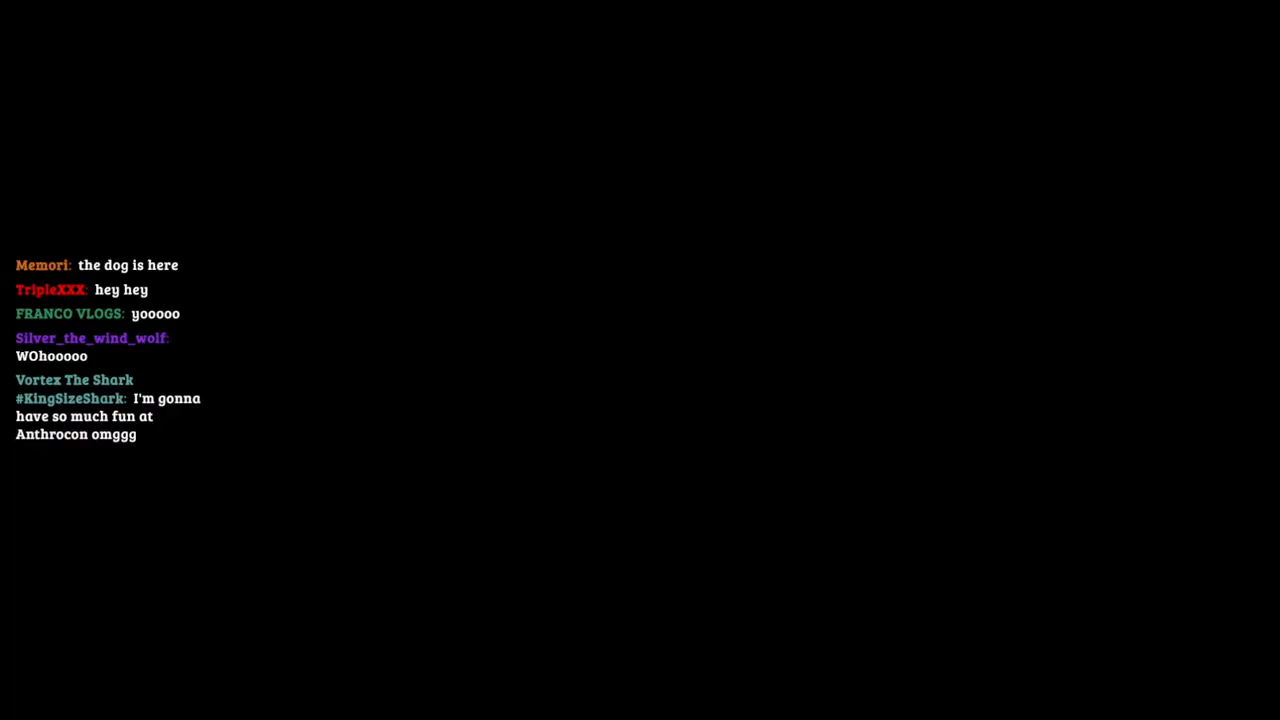 Memori: the dog is here
TripleXXX: hey hey
FRANCO VLOGS: yooooo
Silver_the_wind_wolf:
WOhooooo
Vortex The Shark
#KingSizeShark: I'm gonna
have so much fun at
Anthrocon omggg